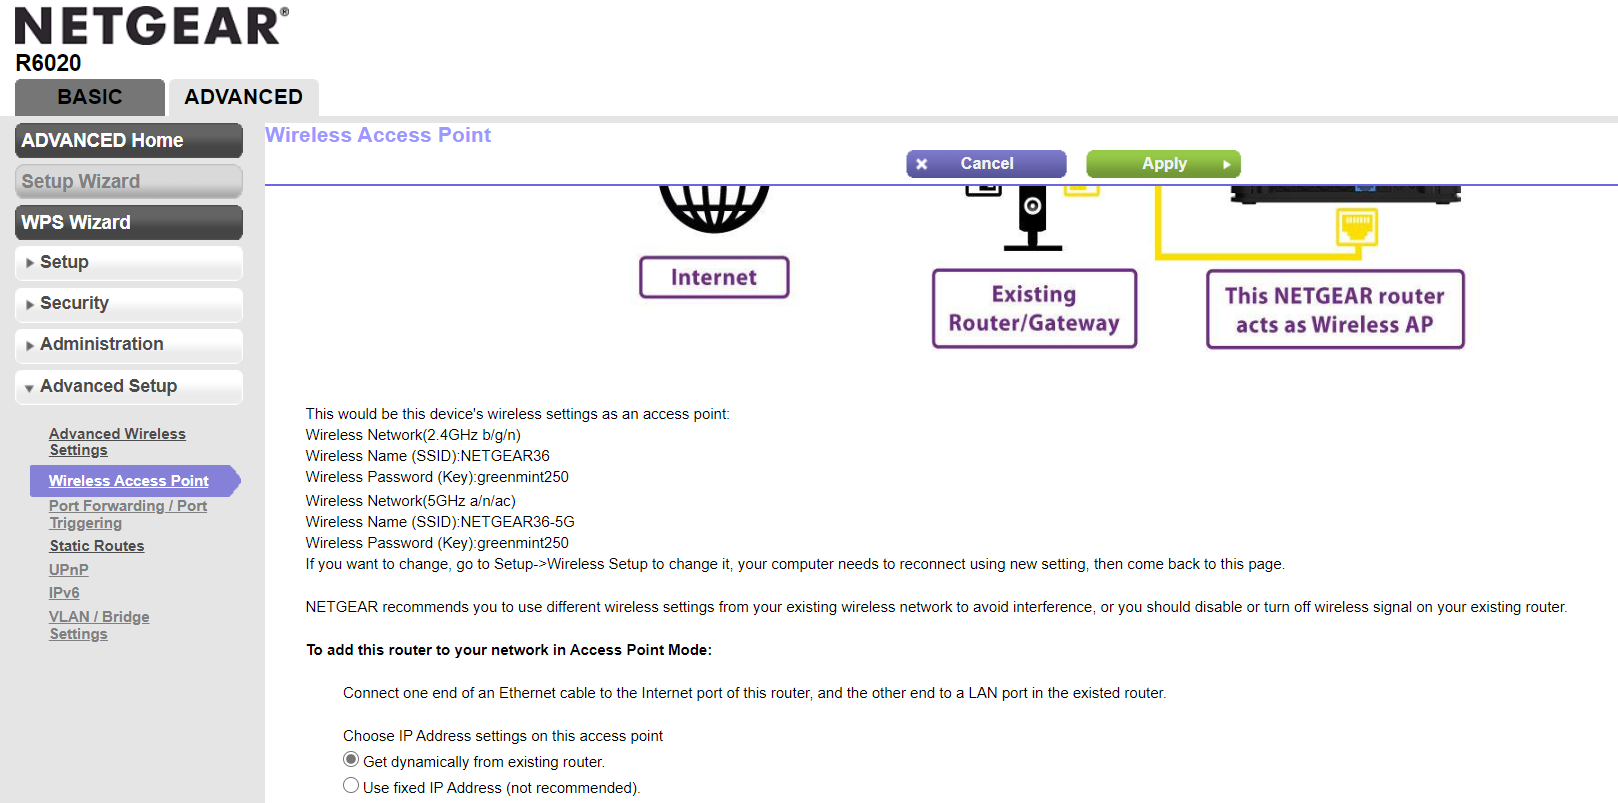 NETGEAR®
R6020
BASIC
ADVANCED
ADVANCED Home
Setup Wizard
WPS Wizard
Setup
Security
Administration
Advanced Setup
Advanced Wireless
Settings
Wireless Access Point
Port Forwarding / Port
Triggering
Static Routes
UPnP
IPv6
VLAN / Bridge
Settings
Wireless Access Point
Cancel
Apply
Internet
Existing
Router/Gateway
This NETGEAR router
acts as Wireless AP
This would be this device's wireless settings as an access point:
Wireless Network(2.4GHz b/g/n)
Wireless Name (SSID):NETGEAR36
Wireless Password (Key):greenmint250
Wireless Network(5GHz a/n/ac)
Wireless Name (SSID):NETGEAR36-5G
Wireless Password (Key):greenmint250
If you want to change, go to Setup->Wireless Setup to change it, your computer needs to reconnect using new setting, then come back to this page.
NETGEAR recommends you to use different wireless settings from your existing wireless network to avoid interference, or you should disable or turn off wireless signal on your existing router.
To add this router to your network in Access Point Mode:
Connect one end of an Ethernet cable to the Internet port of this router, and the other end to a LAN port in the existed router.
Choose IP Address settings on this access point
Get dynamically from existing router.
Use fixed IP Address (not recommended).